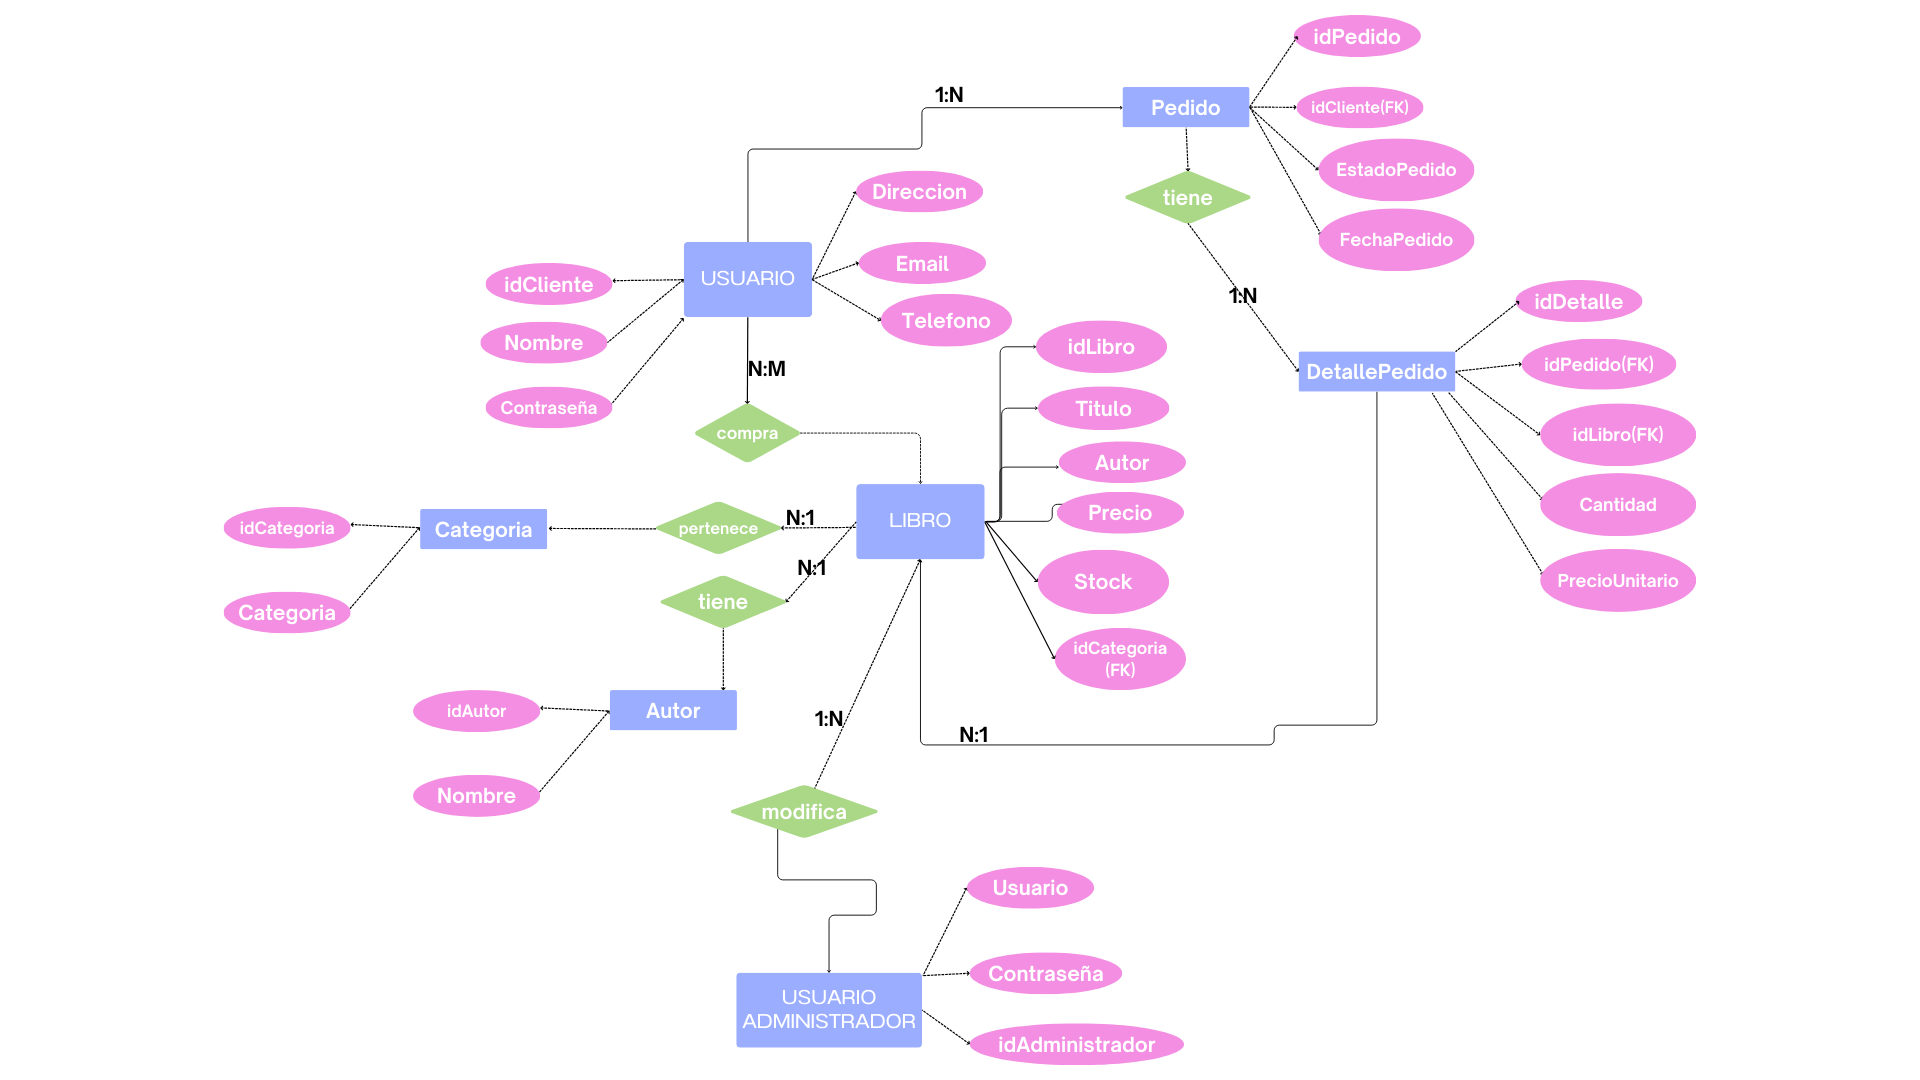 idPedido
1:N
Pedido
idCliente(FK)
EstadoPedido
Direccion
tiene
FechaPedido
USUARIO
Email
idCliente
1:N
idDetalle
Telefono
Nombre
idLibro
idPedido(FK)
N:M
DetallePedido
Contraseña
Titulo
compra
idLibro(FK)
Autor
Cantidad
N:1
Precio
LIBRO
idCategoria
Categoria
pertenece
N:1
Stock
PrecioUnitario
tiene
Categoria
idCategoria
(FK)
idAutor
Autor
1:N
N:1
Nombre
modifica
Usuario
Contraseña
USUARIO
ADMINISTRADOR
idAdministrador